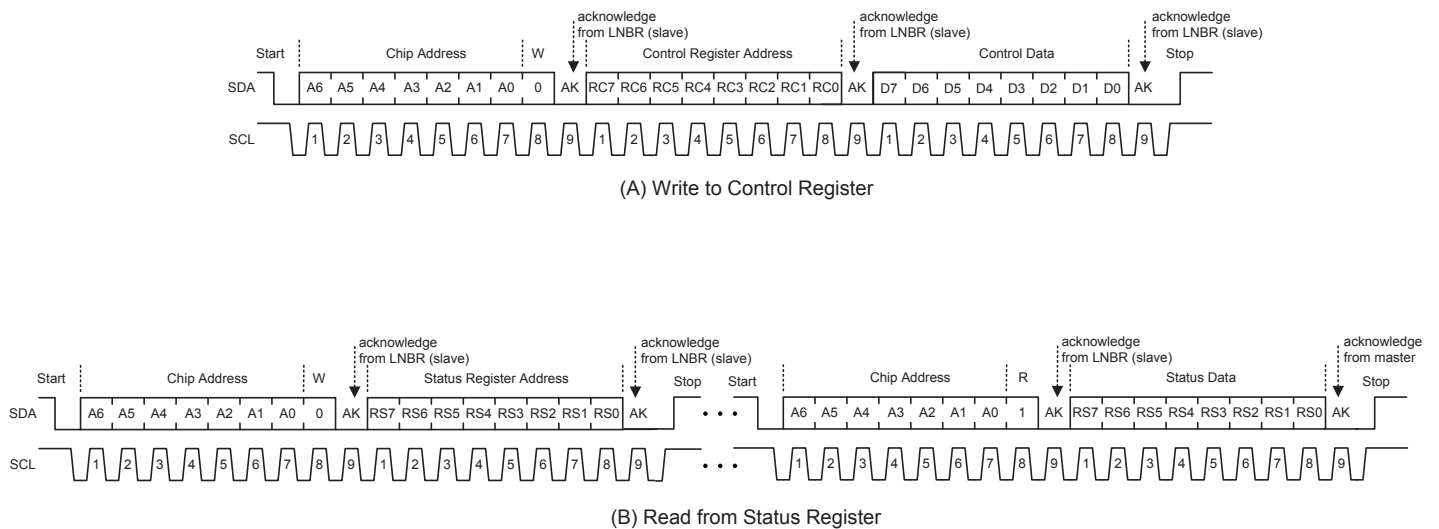 acknowledge
from LNBR (slave)
acknowledge
from LNBR (slave)
acknowledge
from LNBR (slave)
Start Chip Address W Control Register Address Control Data Stop
SDA A6 A5 A4 A3 A2 A1 A0 0 AK RC7 RC6 RC5 RC4 RC3 RC2 RC1 RC0 AK D7 D6 D5 D4 D3 D2 D1 D0 AK
SCL 1 2 3 4 5 6 7 8 9 1 2 3 4 5 6 7 8 9 1 2 3 4 5 6 7 8 9
(A) Write to Control Register
acknowledge
from LNBR (slave)
acknowledge
from LNBR (slave)
acknowledge
from LNBR (slave)
acknowledge
from master
Start Chip Address W Status Register Address Stop Start Chip Address R Status Data Stop
SDA A6 A5 A4 A3 A2 A1 A0 0 AK RS7 RS6 RS5 RS4 RS3 RS2 RS1 RS0 AK • • • A6 A5 A4 A3 A2 A1 A0 1 AK RS7 RS6 RS5 RS4 RS3 RS2 RS1 RS0 AK
SCL 1 2 3 4 5 6 7 8 9 1 2 3 4 5 6 7 8 9 • • • 1 2 3 4 5 6 7 8 9 1 2 3 4 5 6 7 8 9
(B) Read from Status Register